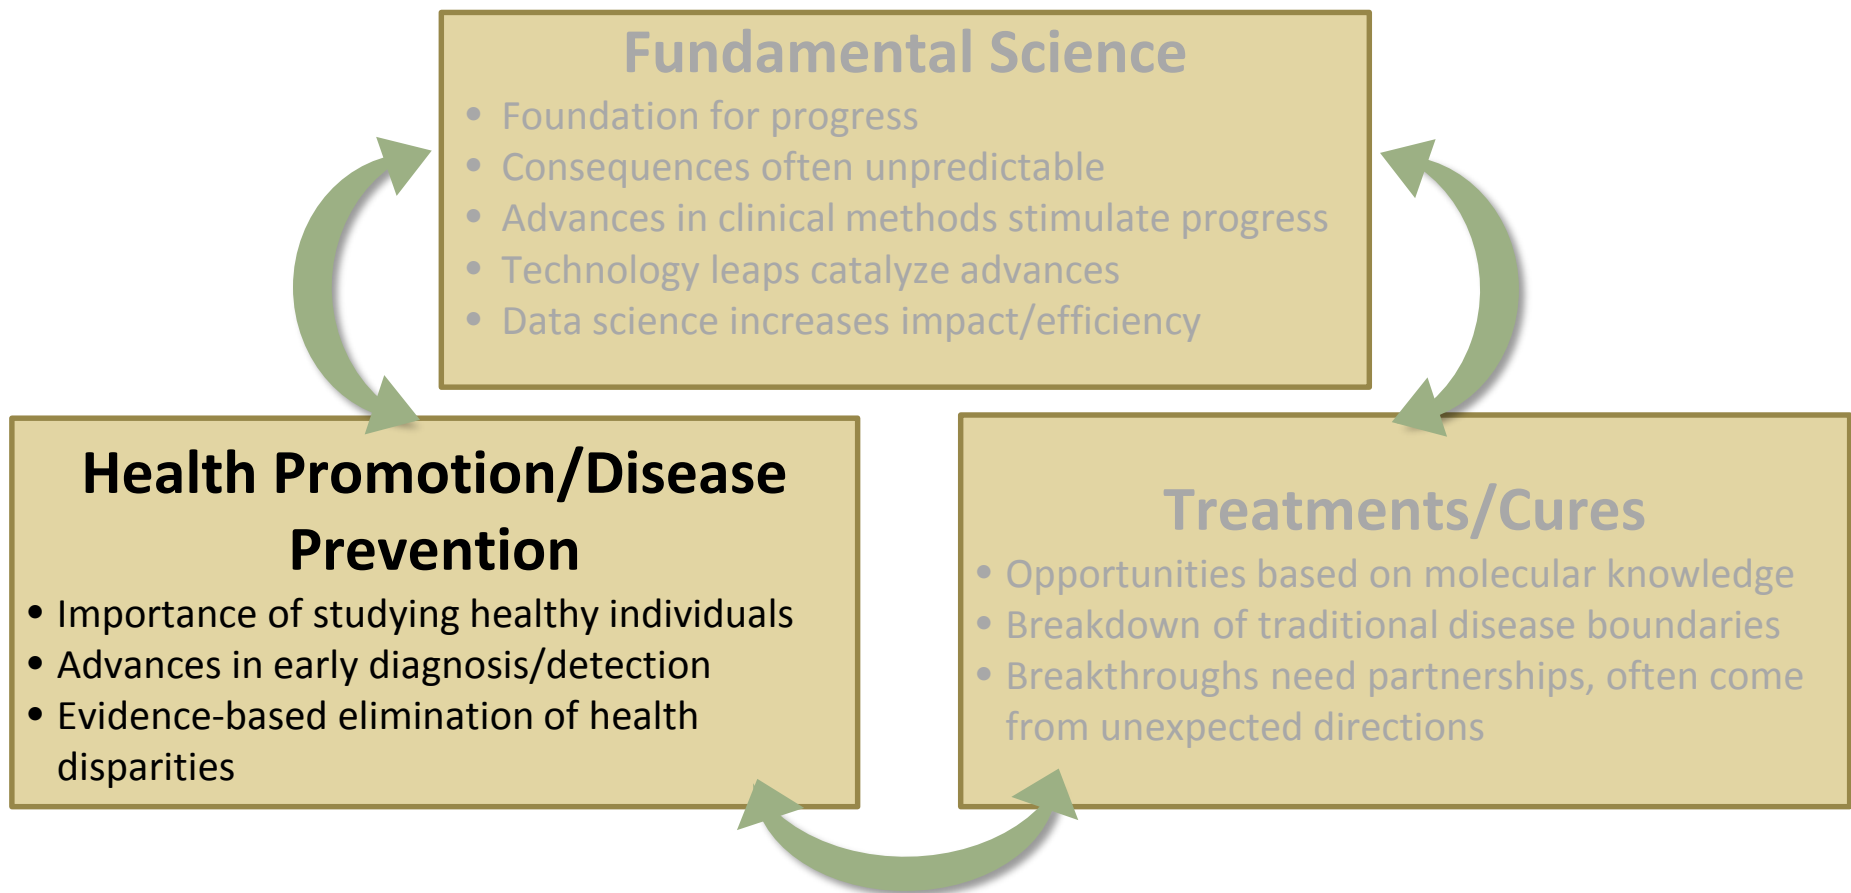 Fundamental Science
• Foundation for progress
• Consequences often unpredictable
• Advances in clinical methods stimulate progress
• Technology leaps catalyze advances
• Data science increases impact/efficiency
Health Promotion/Disease
Prevention
• Importance of studying healthy individuals
• Advances in early diagnosis/detection
• Evidence-based elimination of health
disparities
Treatments/Cures
• Opportunities based on molecular knowledge
• Breakdown of traditional disease boundaries
• Breakthroughs need partnerships, often come
from unexpected directions